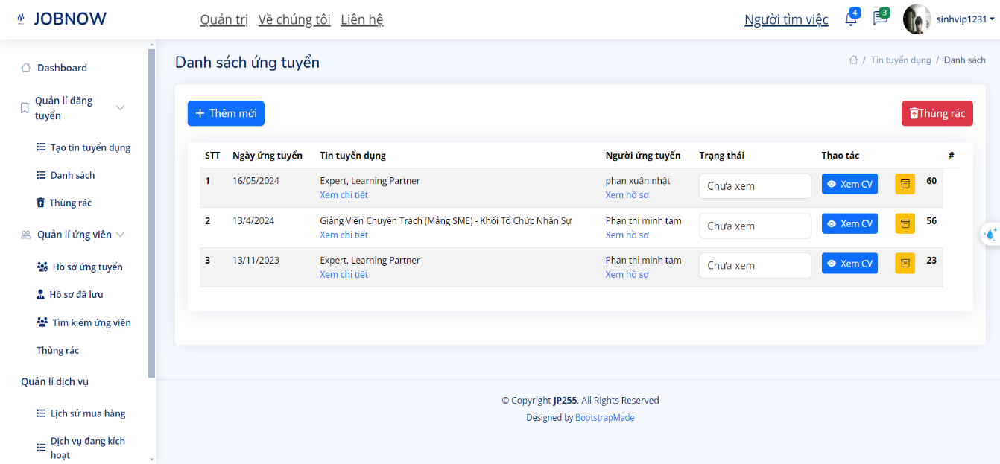 JOBNOW
Quản trị Về chúng tôi Liên hệ
Người tìm việc 4 3 sinhvip1231
Dashboard
Quản lí đăng
tuyển
Tạo tin tuyển dụng
Danh sách
Thùng rác
Quản lí ứng viên
Hồ sơ ứng tuyển
Hồ sơ đã lưu
Tìm kiếm ứng viên
Thùng rác
Quản lí dịch vụ
Lịch sử mua hàng
Dịch vụ đang kích
hoạt
Danh sách ứng tuyển
/ Tin tuyển dụng / Danh sách
+ Thêm mới
Thùng rác
STT Ngày ứng tuyển Tin tuyển dụng Người ứng tuyển Trạng thái Thao tác #
1 16/05/2024 Expert, Learning Partner phan xuân nhật Chưa xem Xem CV 60
Xem chi tiết Xem hồ sơ
2 13/4/2024 Giảng Viên Chuyên Trách (Mảng SME) - Khối Tổ Chức Nhân Sự Phan thi minh tam Chưa xem Xem CV 56
Xem chi tiết Xem hồ sơ
3 13/11/2023 Expert, Learning Partner Phan thi minh tam Chưa xem Xem CV 23
Xem chi tiết Xem hồ sơ
© Copyright JP255. All Rights Reserved
Designed by BootstrapMade